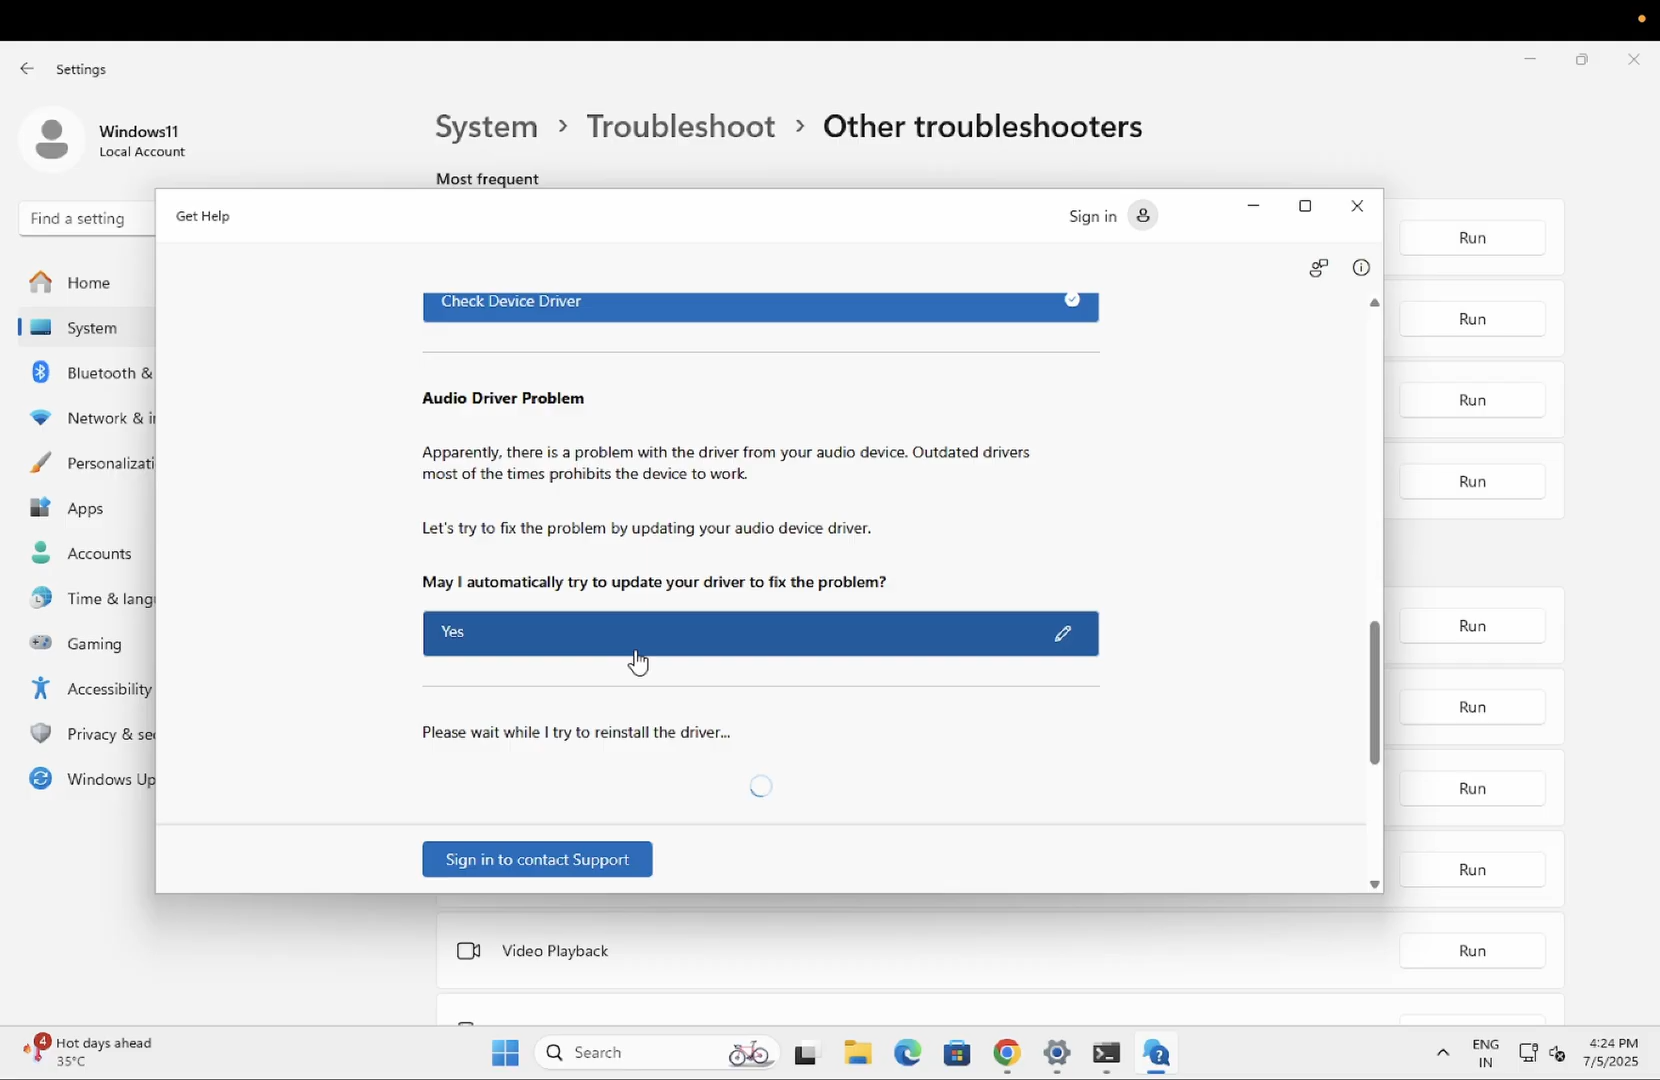 Settings
Windows11
Local Account
System > Troubleshoot > Other troubleshooters
Most frequent
Find a setting
Home
System
Bluetooth &
Network & i
Personalizati
Apps
Accounts
Time & lang
Gaming
Accessibility
Privacy & se
Windows Up
Get Help
Sign in
Check Device Driver
Audio Driver Problem
Apparently, there is a problem with the driver from your audio device. Outdated drivers
most of the times prohibits the device to work.
Let's try to fix the problem by updating your audio device driver.
May I automatically try to update your driver to fix the problem?
Yes
Please wait while I try to reinstall the driver...
Sign in to contact Support
Run
Run
Run
Run
Run
Run
Run
Run
Video Playback
Run
4
Hot days ahead
35°C
Search
ENG
IN
4:24 PM
7/5/2025